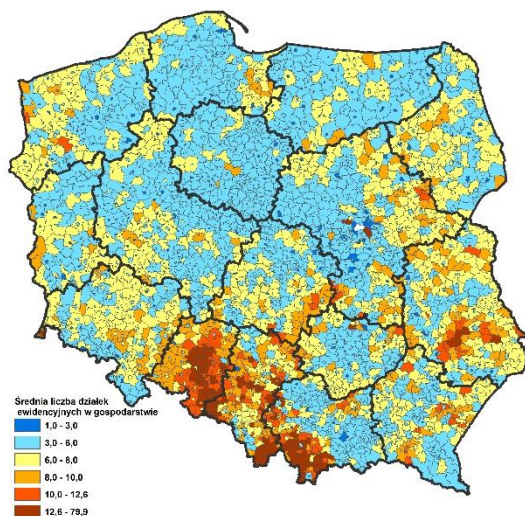 Średnia liczba działek
ewidencyjnych w gospodarstwie
1,0 - 3,0
3,0 - 6,0
6,0 - 8,0
8,0 - 10,0
10,0 - 12,6
12,6 - 79,9